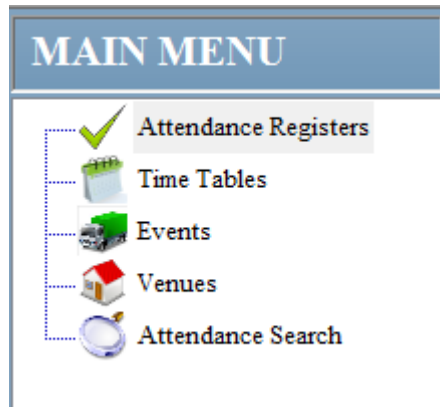 MAIN MENU
Attendance Registers
Time Tables
Events
Venues
Attendance Search